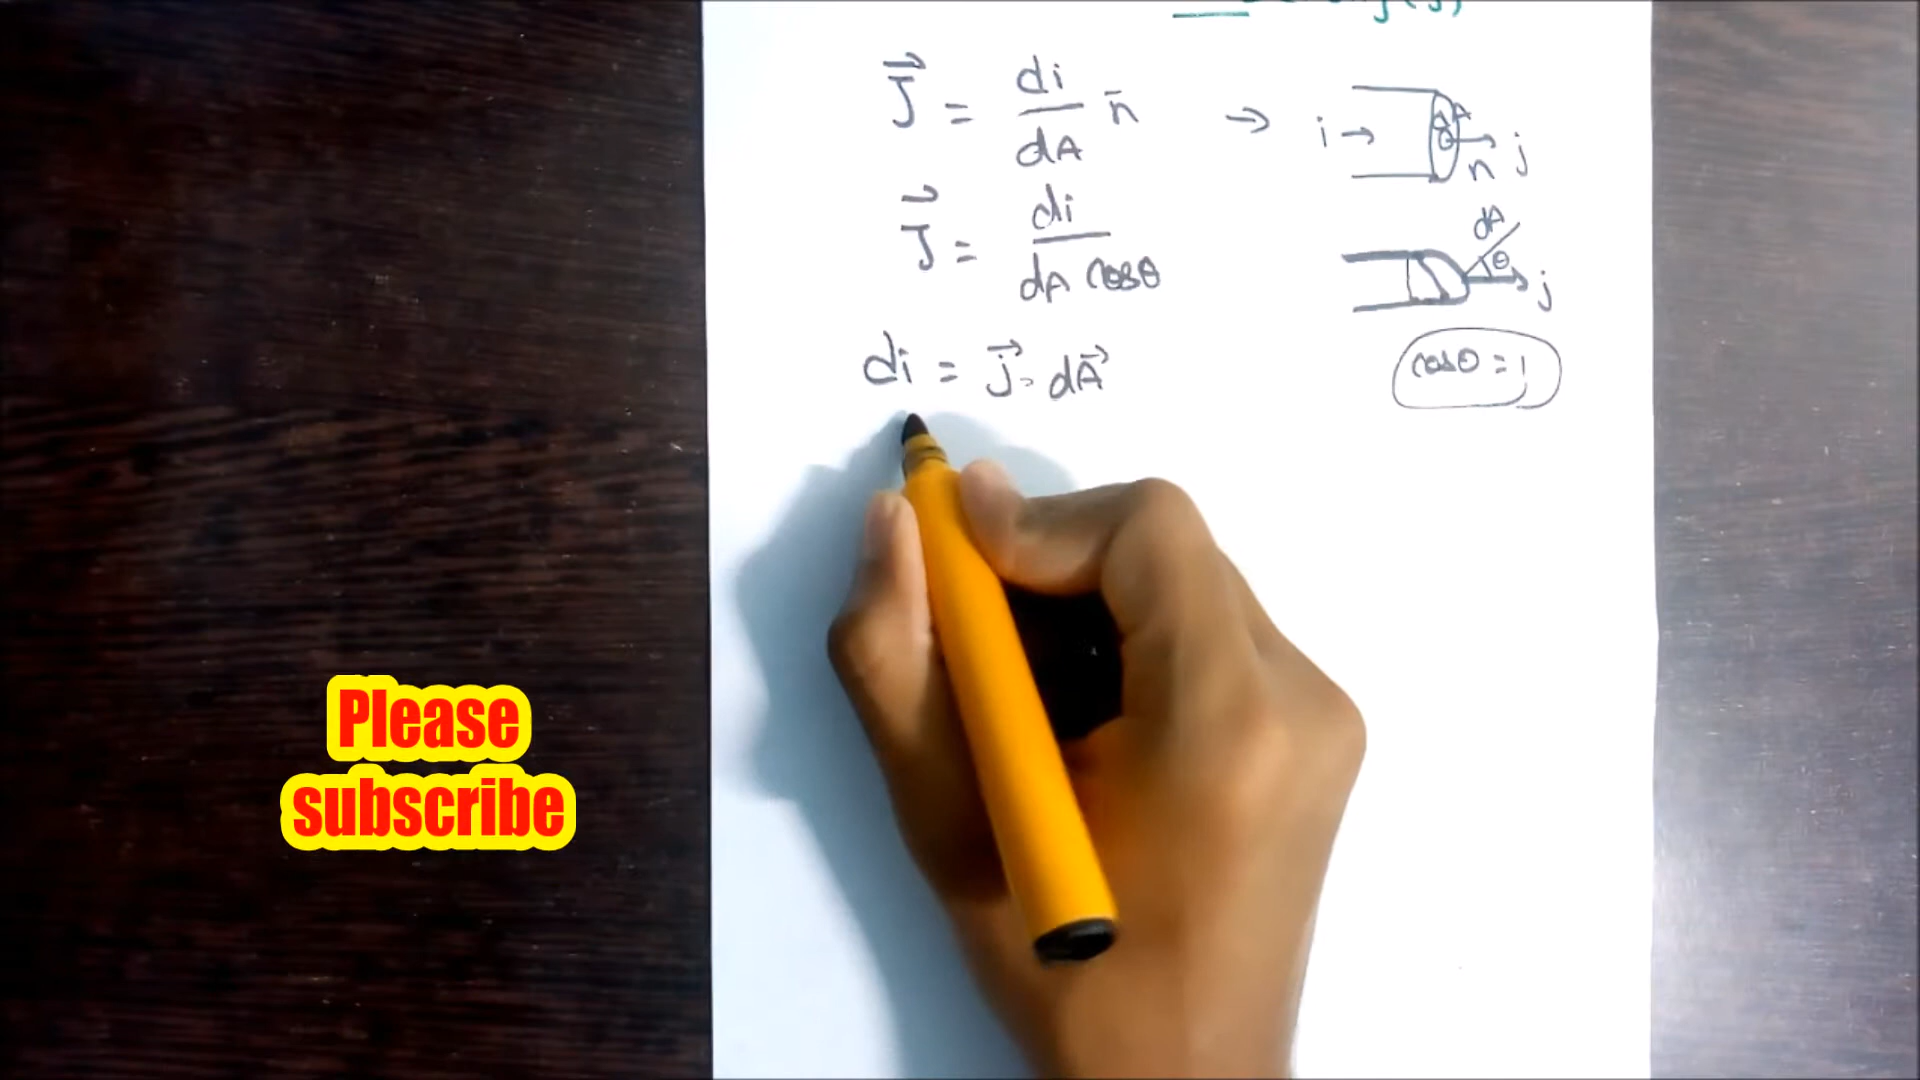 J⃗ = di/dA n̄ → i→ A n j
J⃗ = di/dA cosθ dA θ j
di = j⃗ · dA⃗ cosθ = 1
Please
subscribe